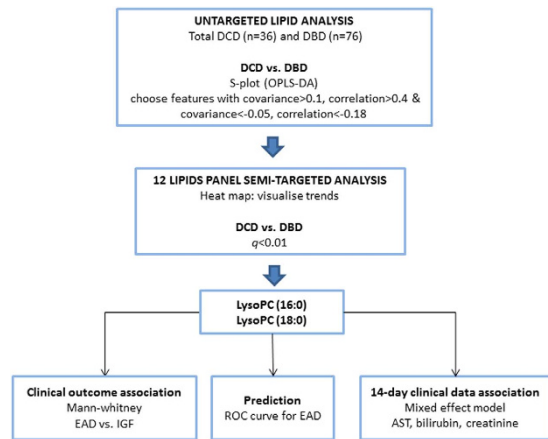 UNTARGETED LIPID ANALYSIS
Total DCD (n=36) and DBD (n=76)
DCD vs. DBD
S-plot (OPLS-DA)
choose features with covariance>0.1, correlation>0.4 &
covariance<-0.05, correlation<-0.18
12 LIPIDS PANEL SEMI-TARGETED ANALYSIS
Heat map: visualise trends
DCD vs. DBD
q<0.01
LysoPC (16:0)
LysoPC (18:0)
Clinical outcome association
Mann-whitney
EAD vs. IGF
Prediction
ROC curve for EAD
14-day clinical data association
Mixed effect model
AST, bilirubin, creatinine